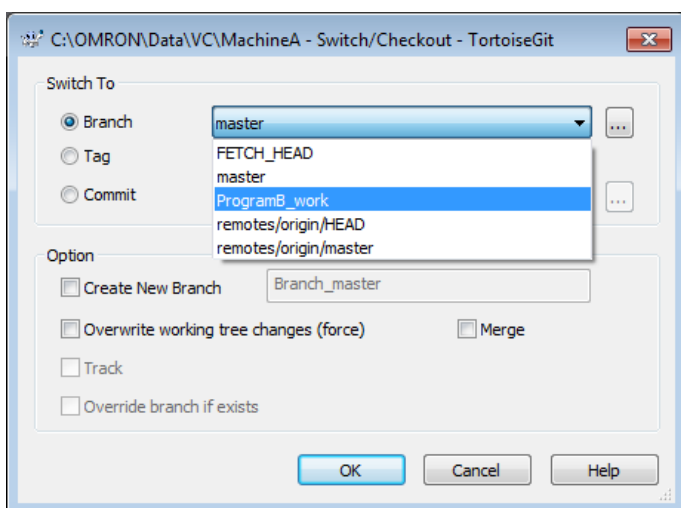 C:\OMRON\Data\VC\MachineA - Switch/Checkout - TortoiseGit
Switch To
Branch
master
...
Tag
FETCH_HEAD
master
Commit
ProgramB_work
...
remotes/origin/HEAD
remotes/origin/master
Option
Create New Branch
Branch_master
Overwrite working tree changes (force)
Merge
Track
Override branch if exists
OK
Cancel
Help